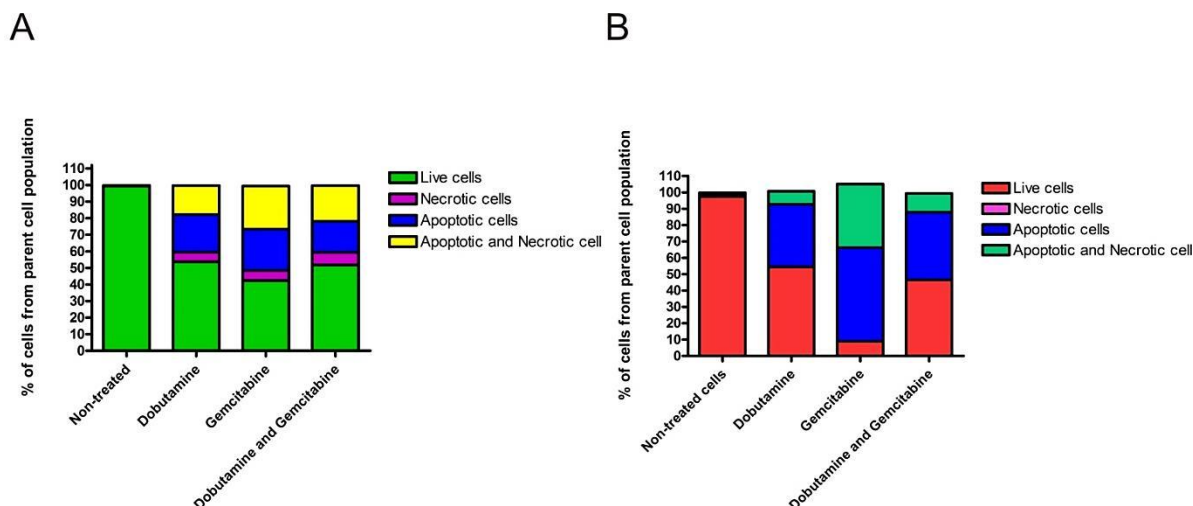 A
% of cells from parent cell population
110
100
90
80
70
60
50
40
30
20
10
0
Non-treated
Dobutamine
Gemcitabine
Dobutamine and Gemcitabine
Live cells
Necrotic cells
Apoptotic cells
Apoptotic and Necrotic cell
B
% of cells from parent cell population
110
100
90
80
70
60
50
40
30
20
10
0
Non-treated cells
Dobutamine
Gemcitabine
Dobutamine and Gemcitabine
Live cells
Necrotic cells
Apoptotic cells
Apoptotic and Necrotic cell